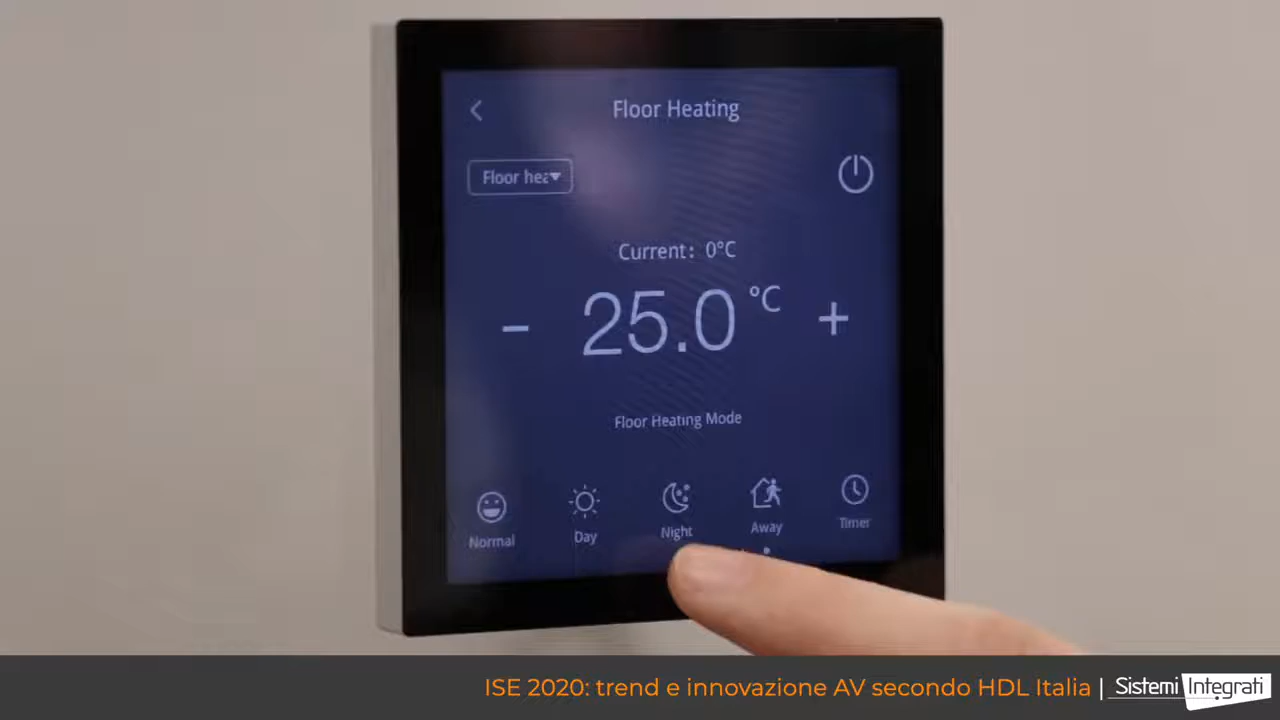 Floor Heating
Floor hea
Current: 0°C
- 25.0 °C +
Floor Heating Mode
Normal Day Night Away Timer
ISE 2020: trend e innovazione AV secondo HDL Italia | Sistemi Integrati